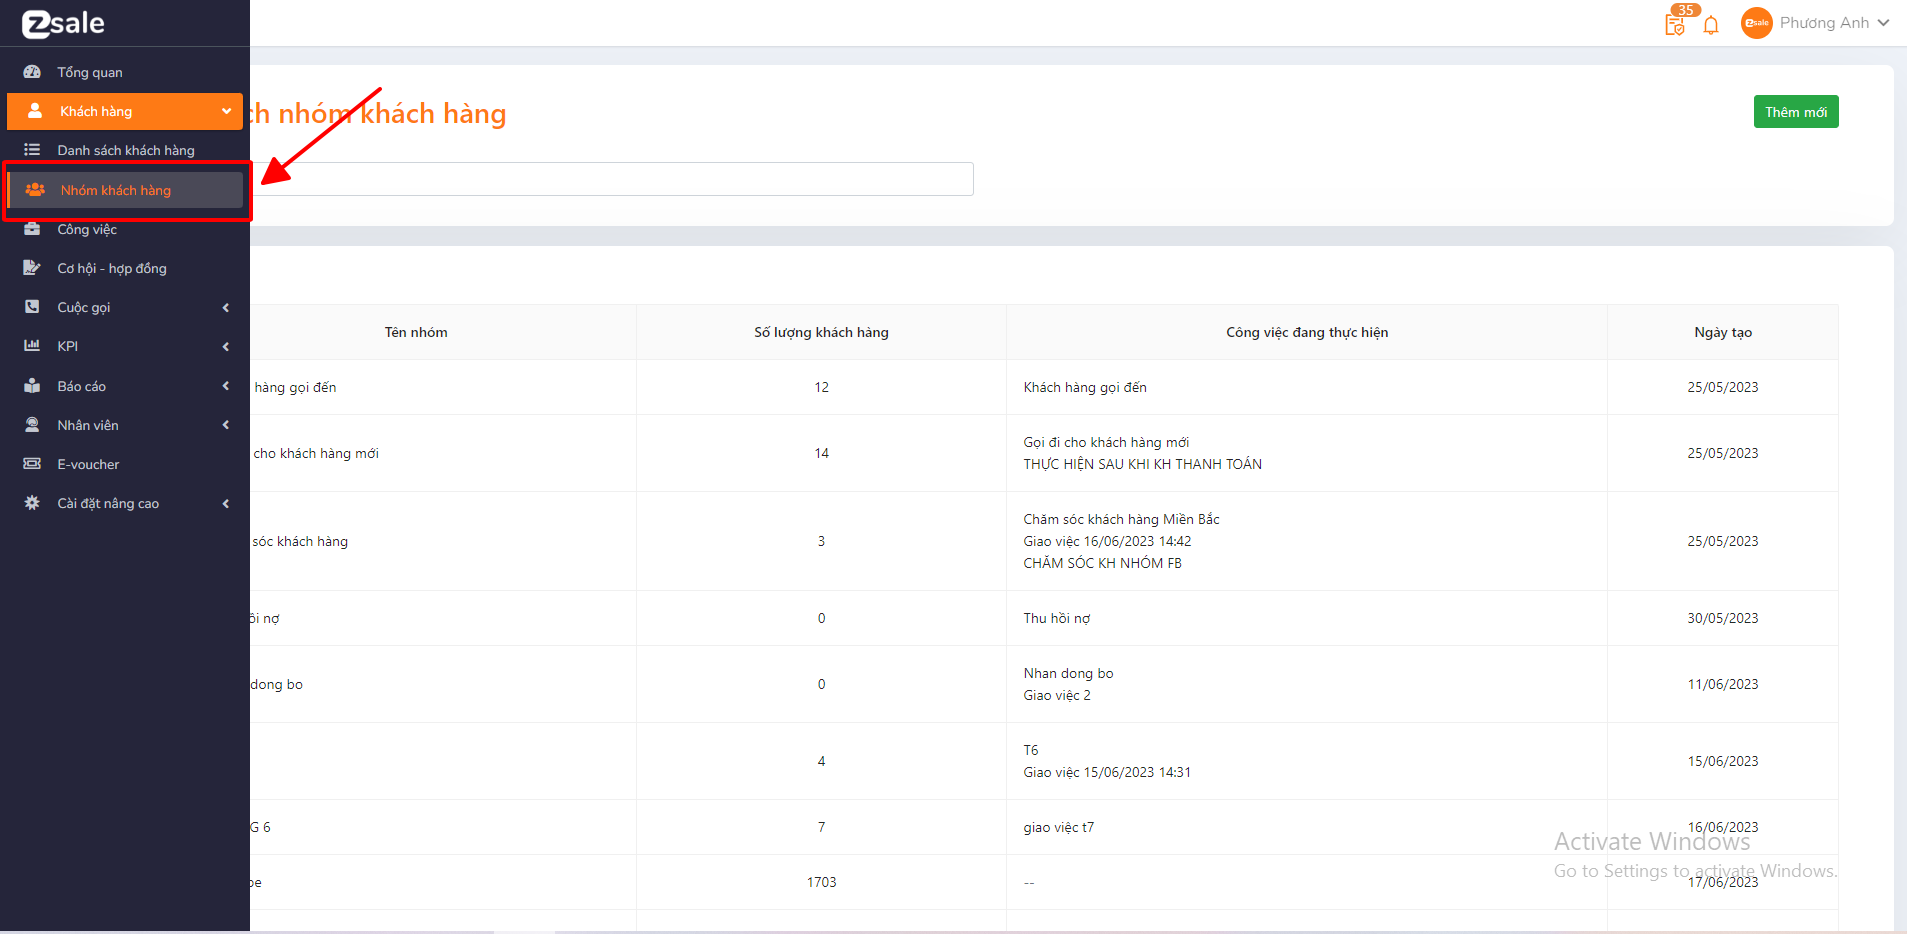 zsale
35
zsale
Phương Anh
Tổng quan
Khách hàng
Danh sách khách hàng
Nhóm khách hàng
Công việc
Cơ hội - hợp đồng
Cuộc gọi
KPI
Báo cáo
Nhân viên
E-voucher
Cài đặt nâng cao
ch nhóm khách hàng
Thêm mới
Tên nhóm
Số lượng khách hàng
Công việc đang thực hiện
Ngày tạo
hàng gọi đến
12
Khách hàng gọi đến
25/05/2023
cho khách hàng mới
14
Gọi đi cho khách hàng mới
THỰC HIỆN SAU KHI KH THANH TOÁN
25/05/2023
sóc khách hàng
3
Chăm sóc khách hàng Miền Bắc
Giao việc 16/06/2023 14:42
CHĂM SÓC KH NHÓM FB
25/05/2023
ồi nợ
0
Thu hồi nợ
30/05/2023
dong bo
0
Nhan dong bo
Giao việc 2
11/06/2023
4
T6
Giao việc 15/06/2023 14:31
15/06/2023
G 6
7
giao việc t7
16/06/2023
1703
--
17/06/2023
Activate Windows
Go to Settings to activate Windows.